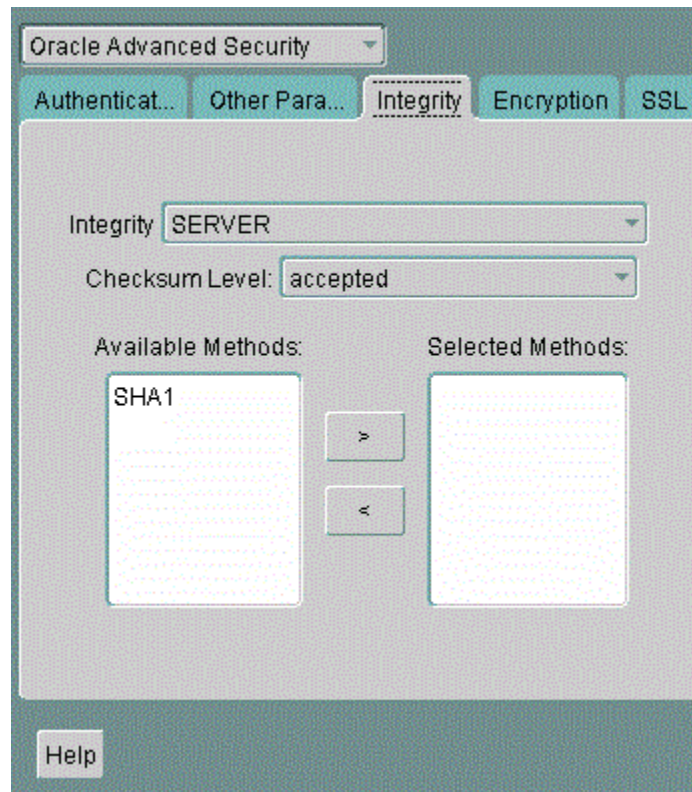 Oracle Advanced Security
Authenticat... Other Para... Integrity Encryption SSL
Integrity SERVER
Checksum Level: accepted
Available Methods: Selected Methods:
SHA1
>
<
Help